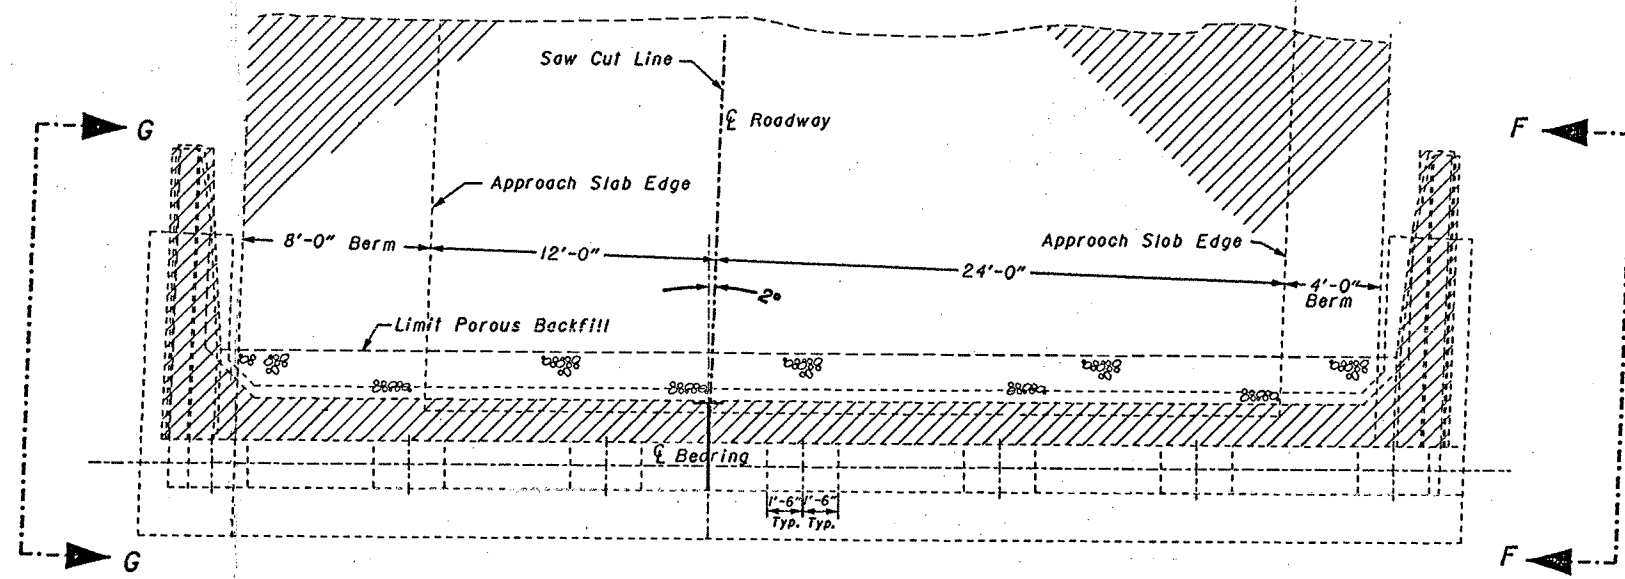 Saw Cut Line
℄ Roadway
G
F
Approach Slab Edge
8'-0" Berm
12'-0"
24'-0"
Approach Slab Edge
4'-0"
Berm
2°
Limit Porous Backfill
℄ Bearing
1'-6" 1'-6"
Typ. Typ.
G
F